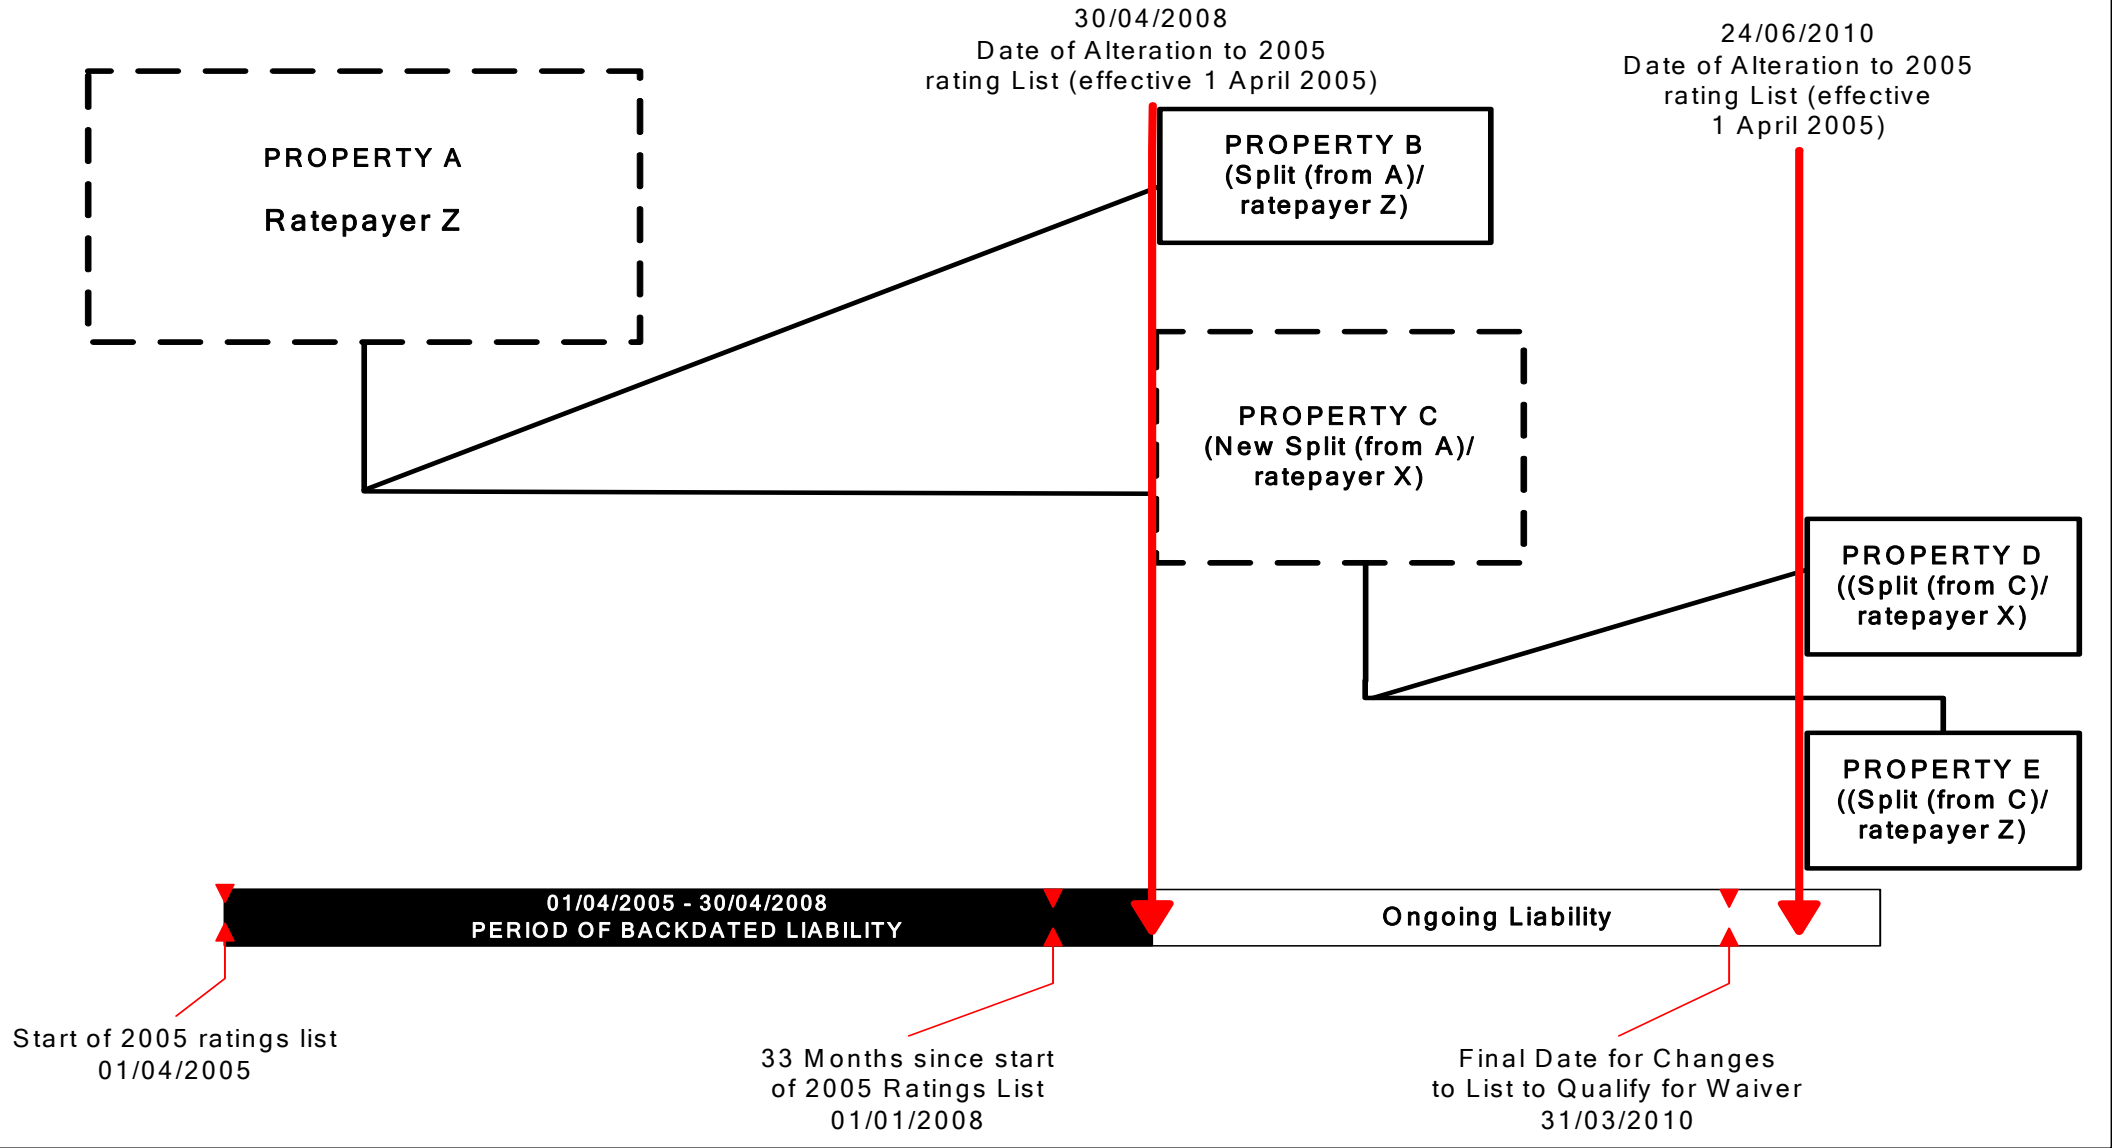 30/04/2008
Date of Alteration to 2005
rating List (effective 1 April 2005)
24/06/2010
Date of Alteration to 2005
rating List (effective
1 April 2005)
PROPERTY A
Ratepayer Z
PROPERTY B
(Split (from A)/
ratepayer Z)
PROPERTY C
(New Split (from A)/
ratepayer X)
PROPERTY D
((Split (from C)/
ratepayer X)
PROPERTY E
((Split (from C)/
ratepayer Z)
01/04/2005 - 30/04/2008
PERIOD OF BACKDATED LIABILITY
Ongoing Liability
Start of 2005 ratings list
01/04/2005
33 Months since start
of 2005 Ratings List
01/01/2008
Final Date for Changes
to List to Qualify for Waiver
31/03/2010